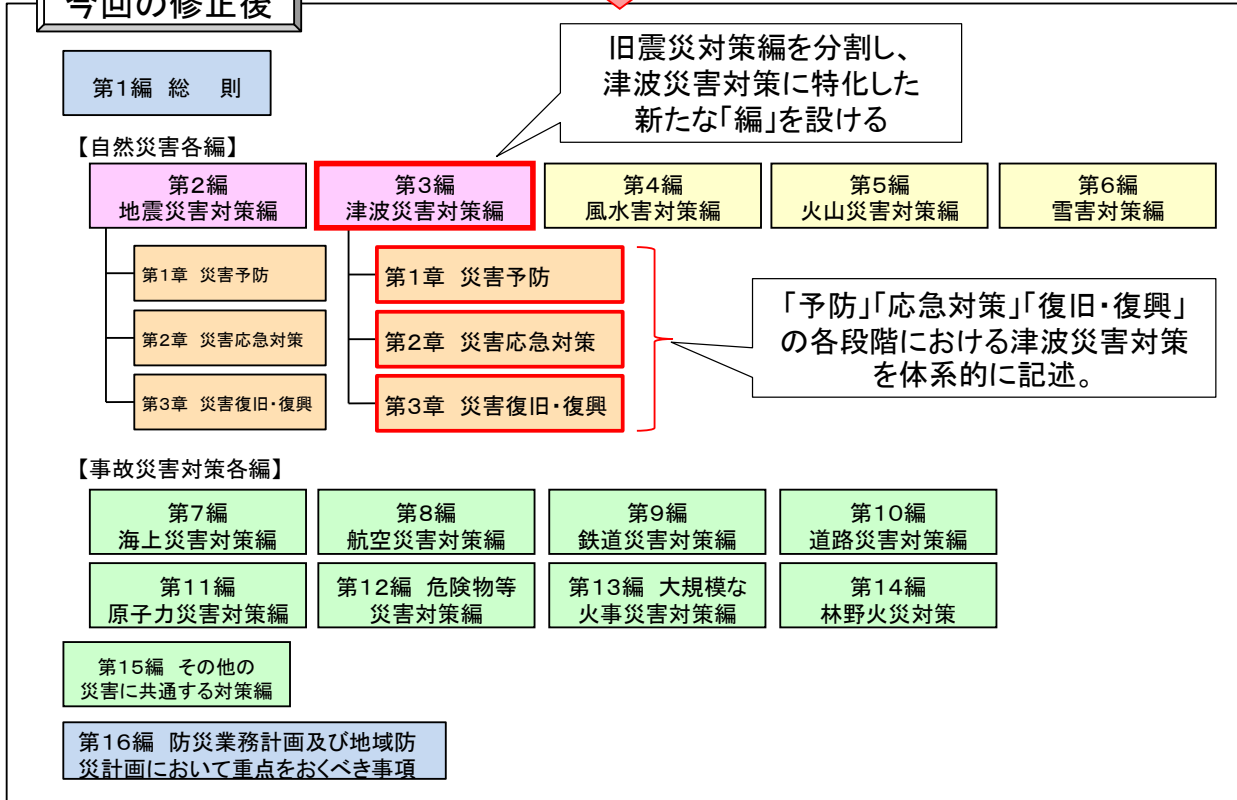 今回の修正後
旧震災対策編を分割し、
津波災害対策に特化した
新たな「編」を設ける
第1編 総 則
【自然災害各編】
第2編
地震災害対策編
第3編
津波災害対策編
第4編
風水害対策編
第5編
火山災害対策編
第6編
雪害対策編
第1章 災害予防
第2章 災害応急対策
第3章 災害復旧・復興
第1章 災害予防
第2章 災害応急対策
第3章 災害復旧・復興
「予防」「応急対策」「復旧・復興」
の各段階における津波災害対策
を体系的に記述。
【事故災害対策各編】
第7編
海上災害対策編
第8編
航空災害対策編
第9編
鉄道災害対策編
第10編
道路災害対策編
第11編
原子力災害対策編
第12編 危険物等
災害対策編
第13編 大規模な
火事災害対策編
第14編
林野火災対策
第15編 その他の
災害に共通する対策編
第16編 防災業務計画及び地域防
災計画において重点をおくべき事項